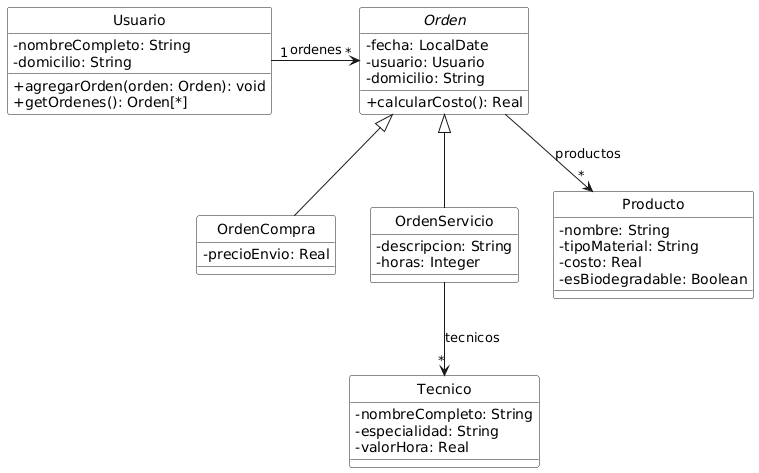 Usuario
-nombreCompleto: String
-domicilio: String
+agregarOrden(orden: Orden): void
+getOrdenes(): Orden[*]
1 ordenes *
Orden
-fecha: LocalDate
-usuario: Usuario
-domicilio: String
+calcularCosto(): Real
productos
*
OrdenCompra
-precioEnvio: Real
OrdenServicio
-descripcion: String
-horas: Integer
Producto
-nombre: String
-tipoMaterial: String
-costo: Real
-esBiodegradable: Boolean
tecnicos
*
Tecnico
-nombreCompleto: String
-especialidad: String
-valorHora: Real